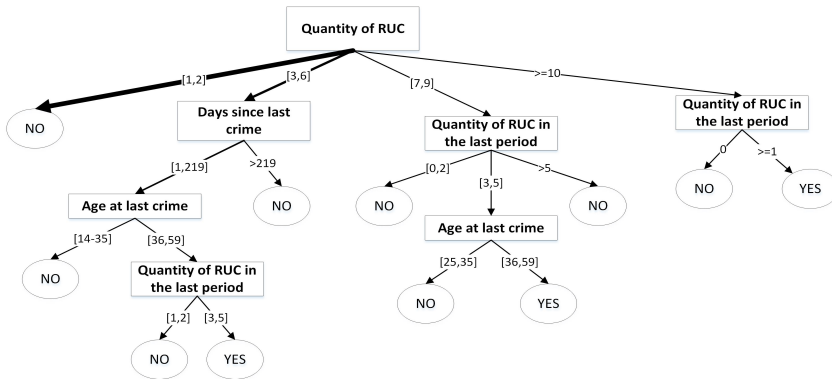 Quantity of RUC
[1,2]
[3,6]
[7,9]
>=10
NO
Days since last
crime
Quantity of RUC in
the last period
Quantity of RUC in
the last period
[1,219]
>219
[0,2]
[3,5]
>5
0
>=1
Age at last crime
NO
NO
NO
NO
YES
Age at last crime
[14-35]
[36,59]
[25,35]
[36,59]
NO
Quantity of RUC in
the last period
NO
YES
[1,2]
[3,5]
NO
YES